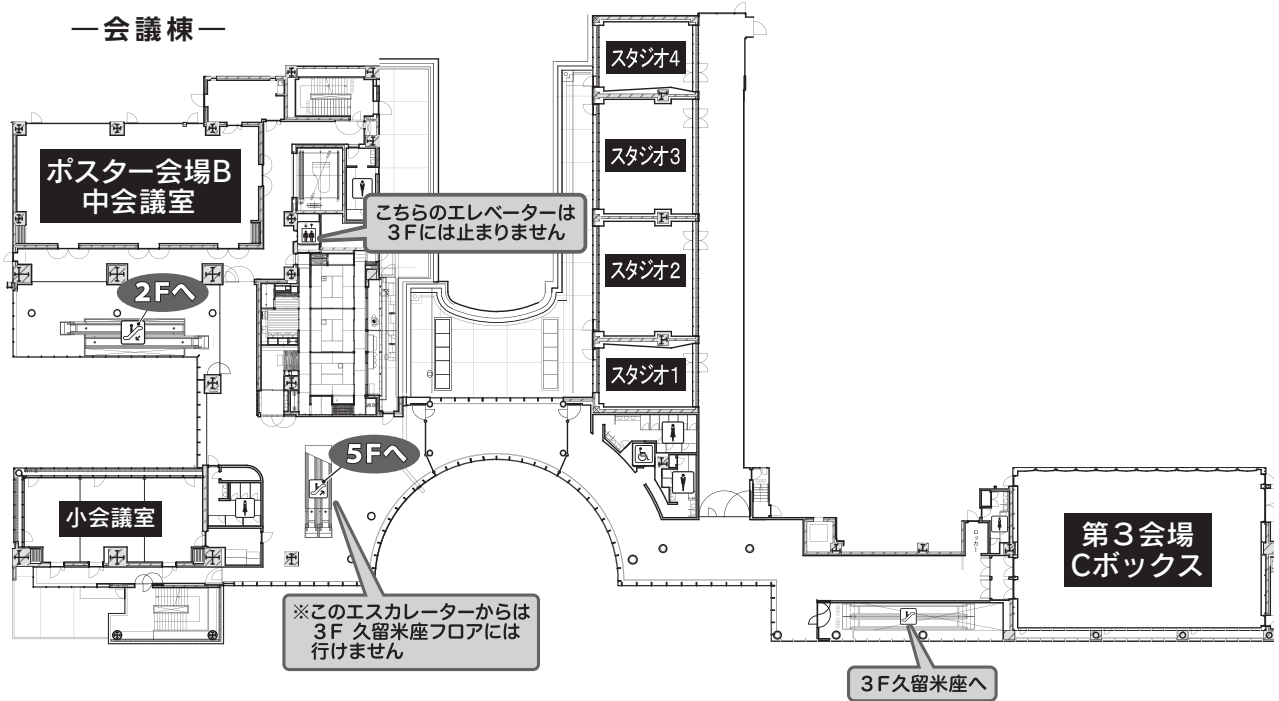 ―会議棟―
スタジオ4
ポスター会場B
中会議室
スタジオ3
こちらのエレベーターは
3Fには止まりません
スタジオ2
2Fへ
スタジオ1
5Fへ
小会議室
第3会場
Cボックス
ロッカー
※このエスカレーターからは
3F 久留米座フロアには
行けません
3F久留米座へ